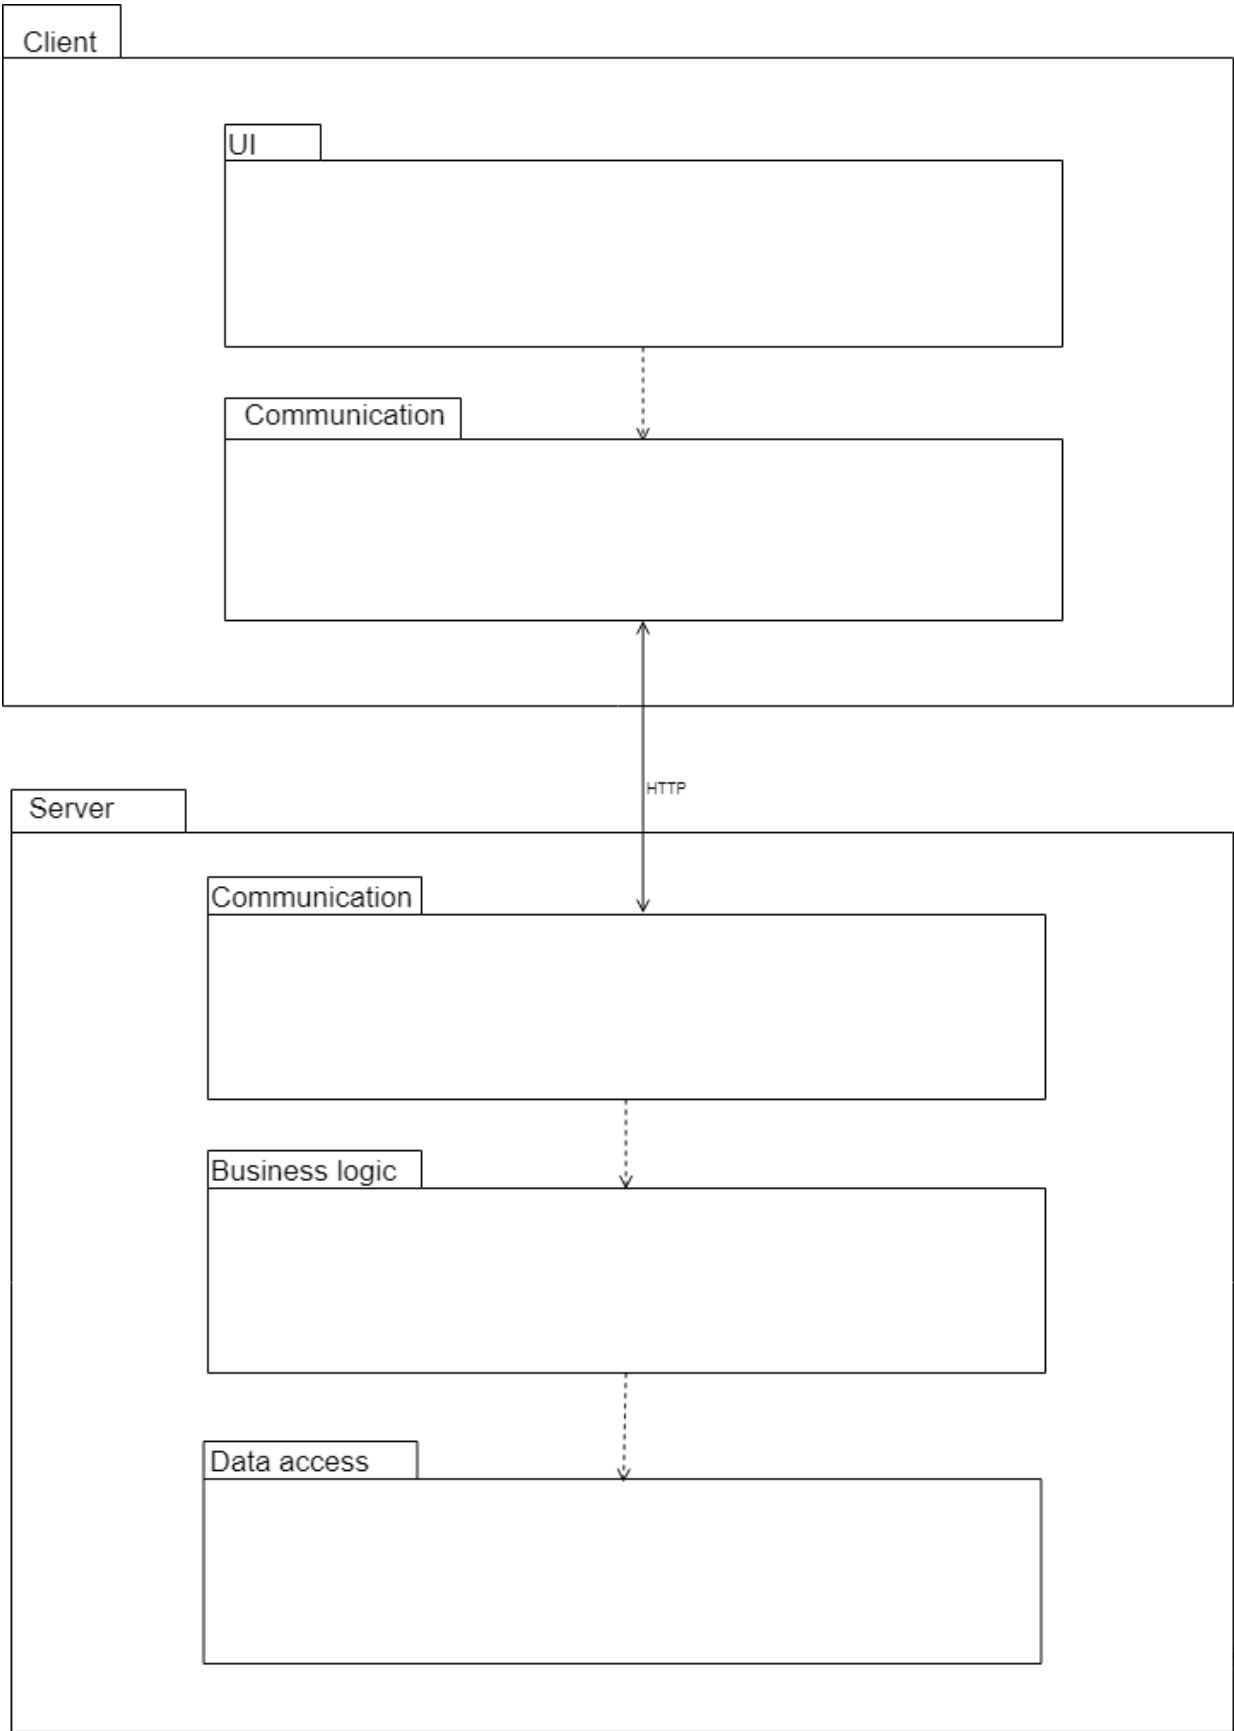 Client
UI
Communication
HTTP
Server
Communication
Business logic
Data access